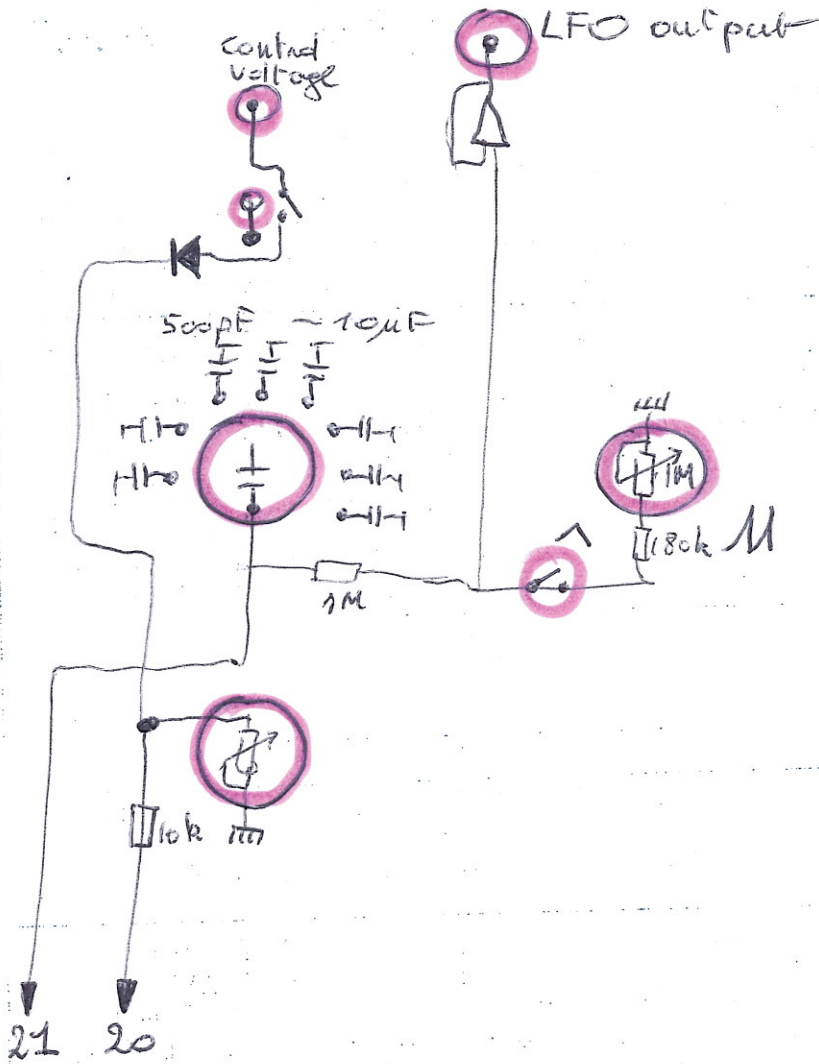 LFO output
control
voltage
500pF ~ 10µF
1M
180k
1M
10k
21 20